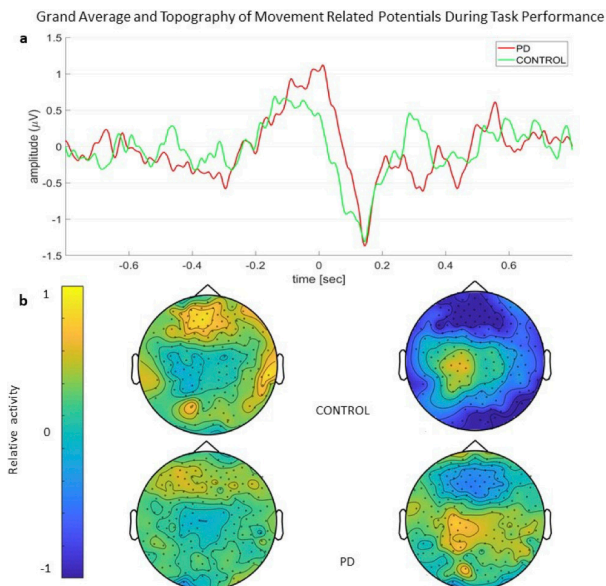 Grand Average and Topography of Movement Related Potentials During Task Performance
a
1.5
1
0.5
0
-0.5
-1
-1.5
amplitude (μV)
PD
CONTROL
-0.6
-0.4
-0.2
0
0.2
0.4
0.6
time [sec]
b
1
0
-1
Relative activity
CONTROL
PD